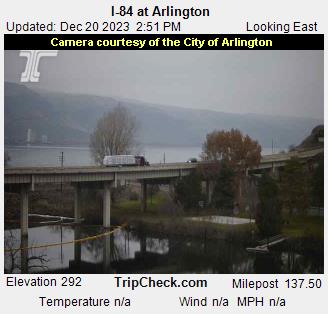 I-84 at Arlington
Updated: Dec 20 2023 2:51 PM Looking East
Camera courtesy of the City of Arlington
Elevation 292 TripCheck.com Milepost 137.50
Temperature n/a Wind n/a MPH n/a